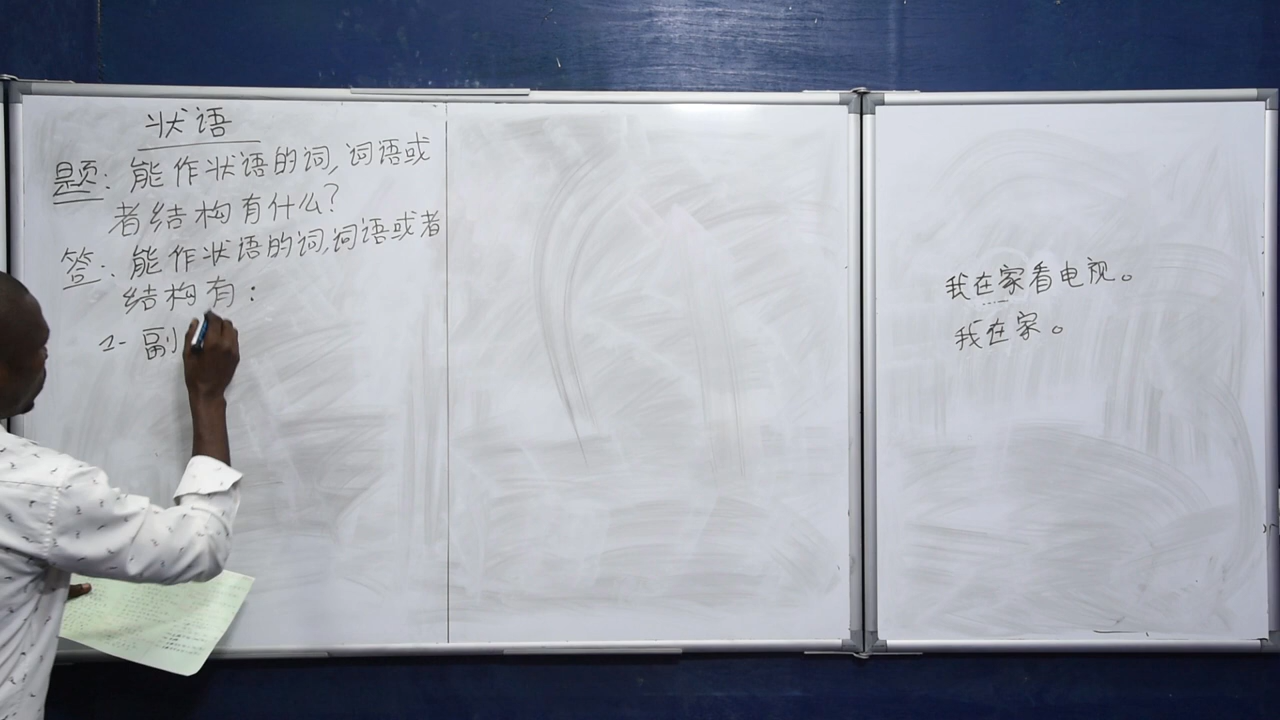 状语
题: 能作状语的词, 词语或
者结构有什么?
答: 能作状语的词, 词语或者
结构有:
1- 副
我在家看电视。
我在家。